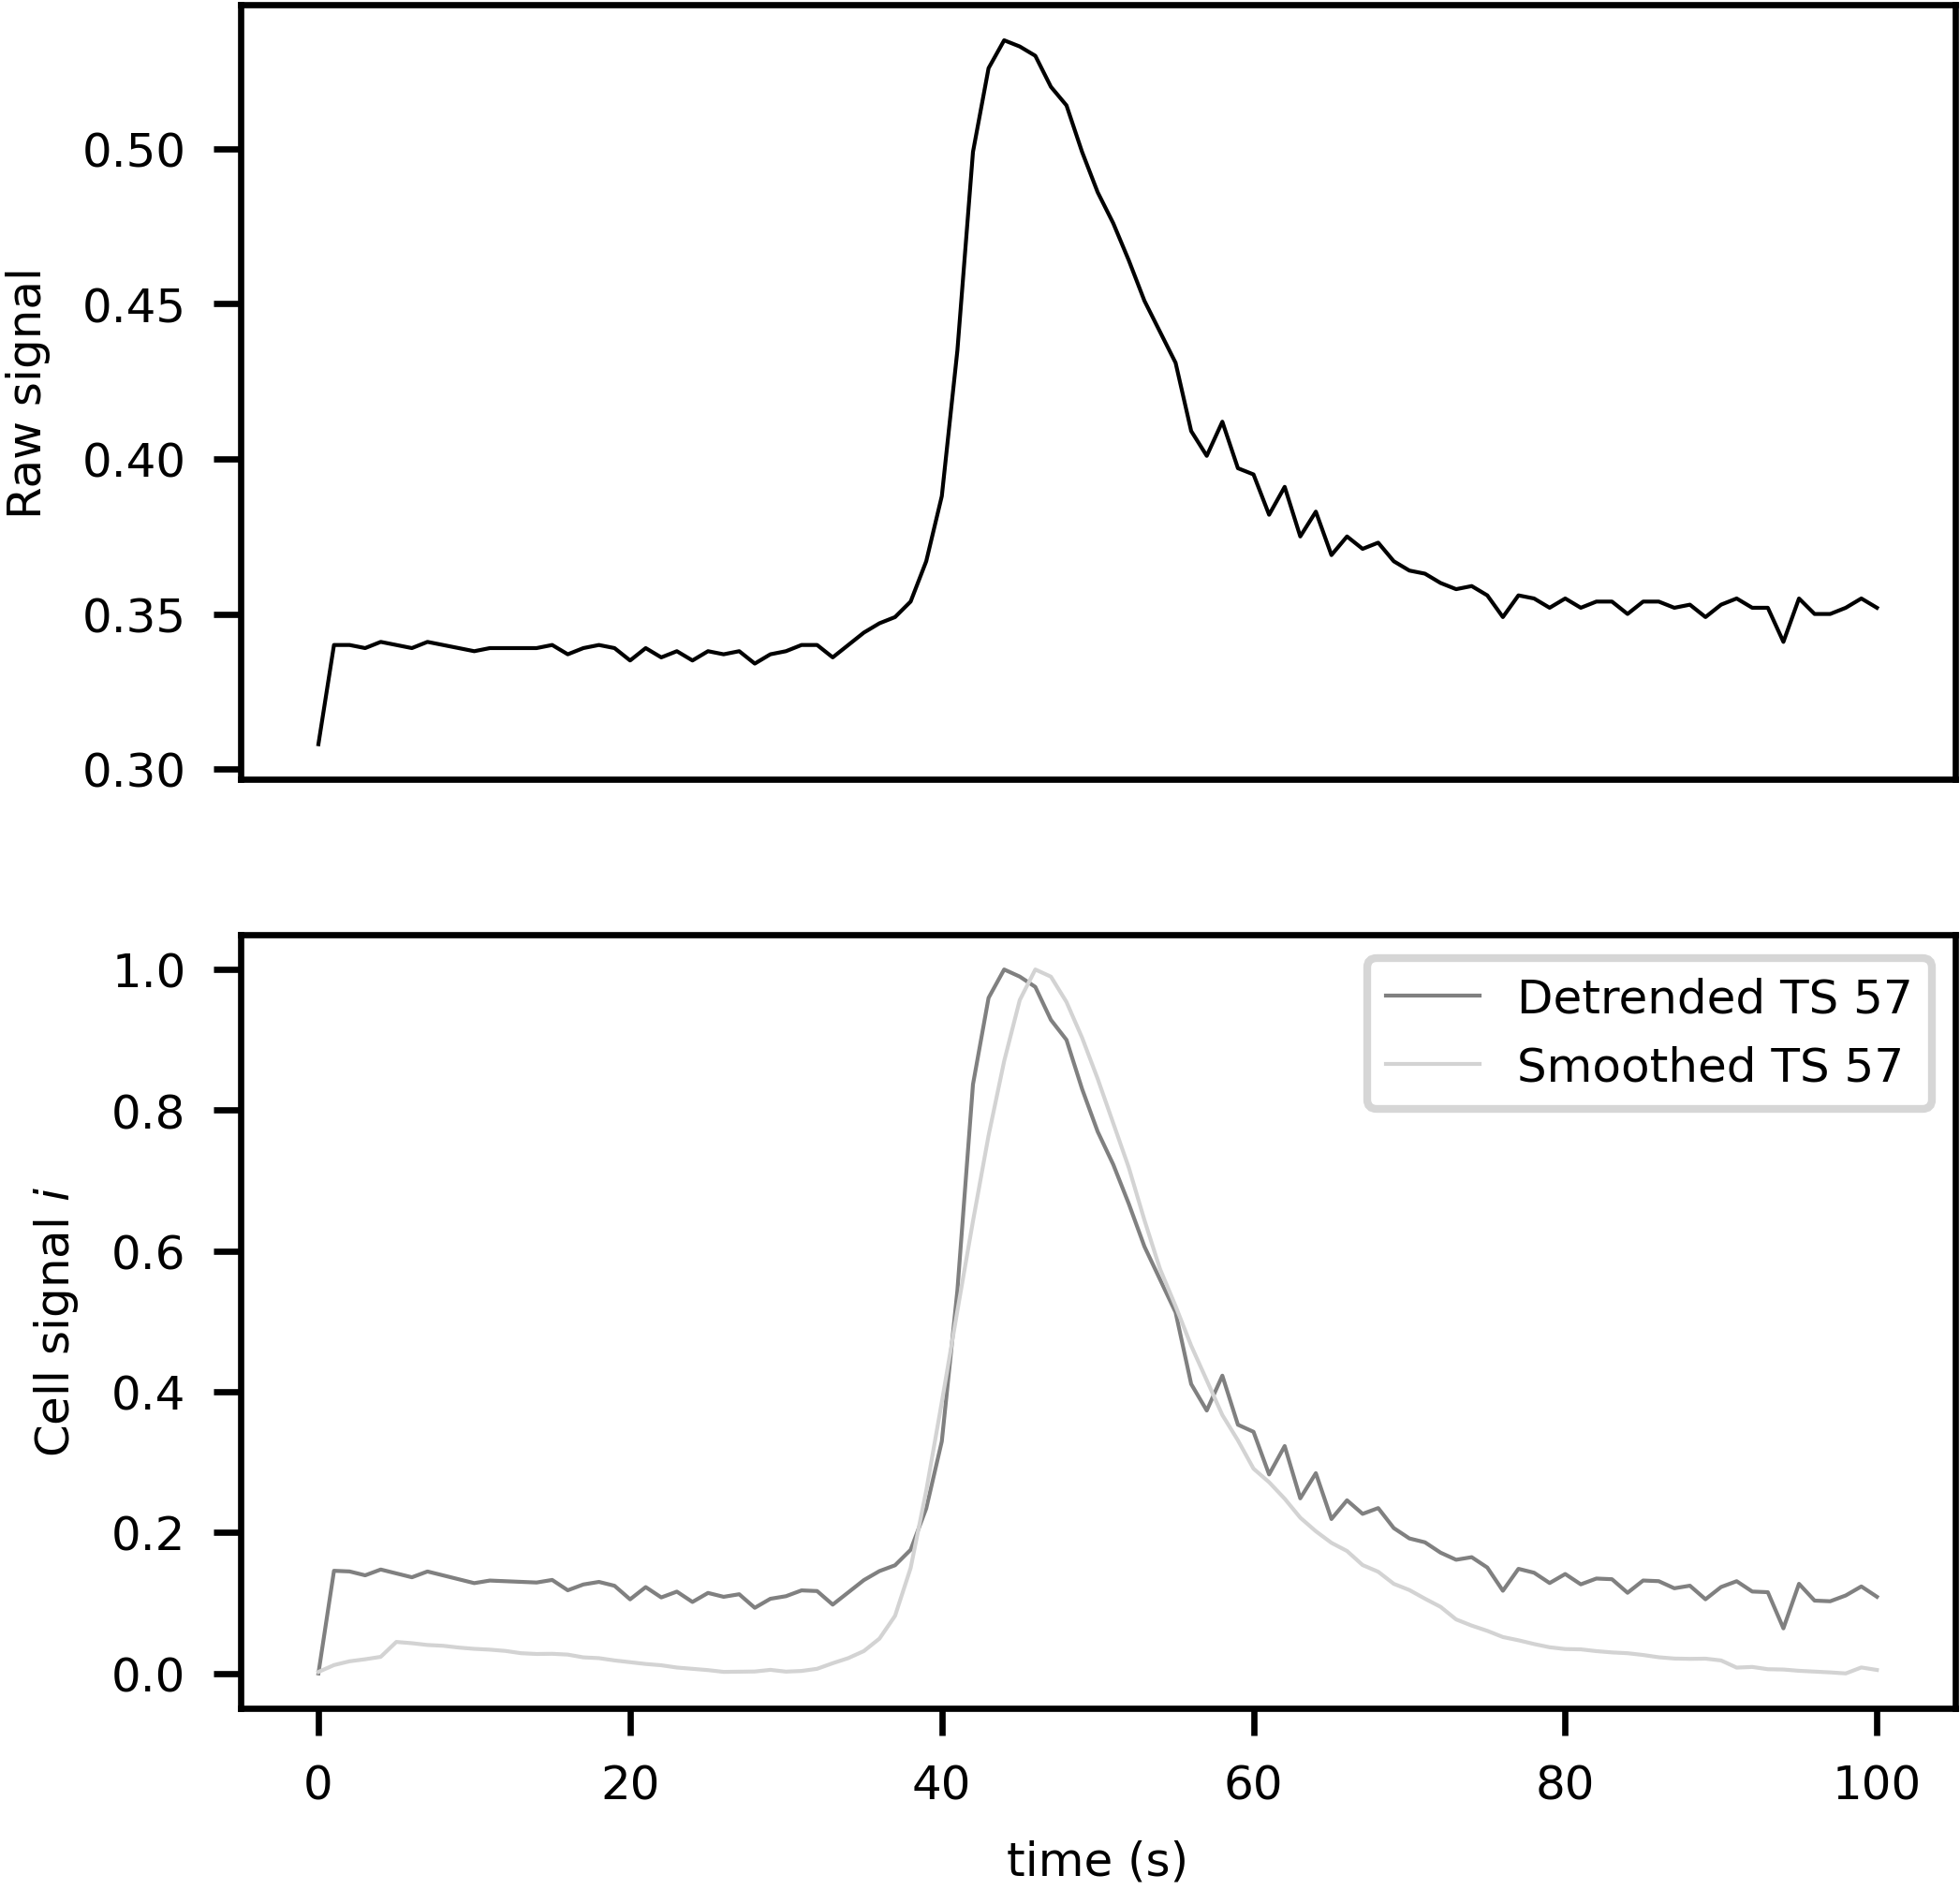 0.50
0.45
0.40
0.35
0.30
Raw signal
1.0
0.8
0.6
0.4
0.2
0.0
Cell signal i
Detrended TS 57
Smoothed TS 57
0 20 40 60 80 100
time (s)